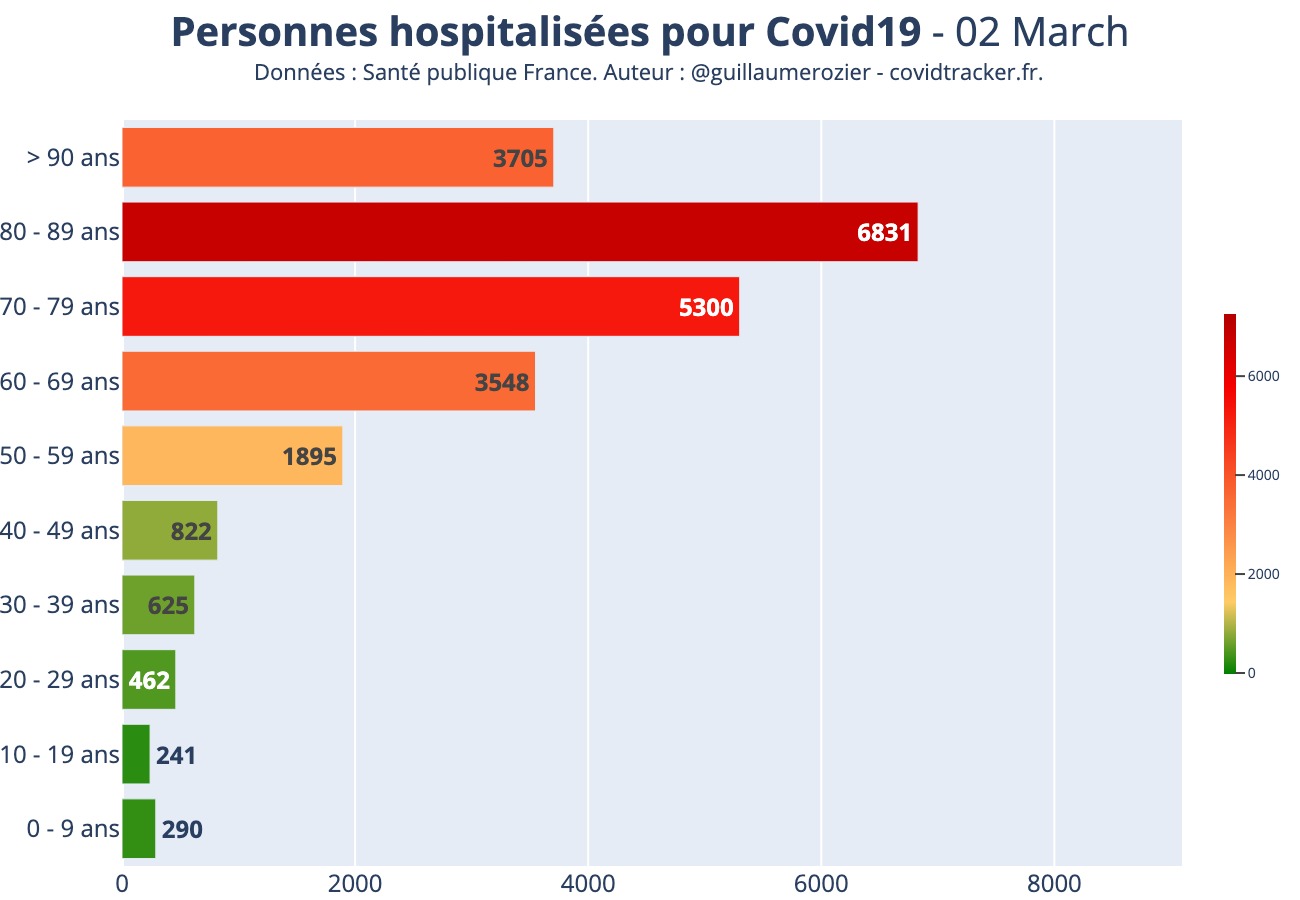 Personnes hospitalisées pour Covid19 - 02 March
Données : Santé publique France. Auteur : @guillaumerozier - covidtracker.fr.
> 90 ans 3705
80 - 89 ans 6831
70 - 79 ans 5300
60 - 69 ans 3548
50 - 59 ans 1895
40 - 49 ans 822
30 - 39 ans 625
20 - 29 ans 462
10 - 19 ans 241
0 - 9 ans 290
0 2000 4000 6000 8000
6000
4000
2000
0